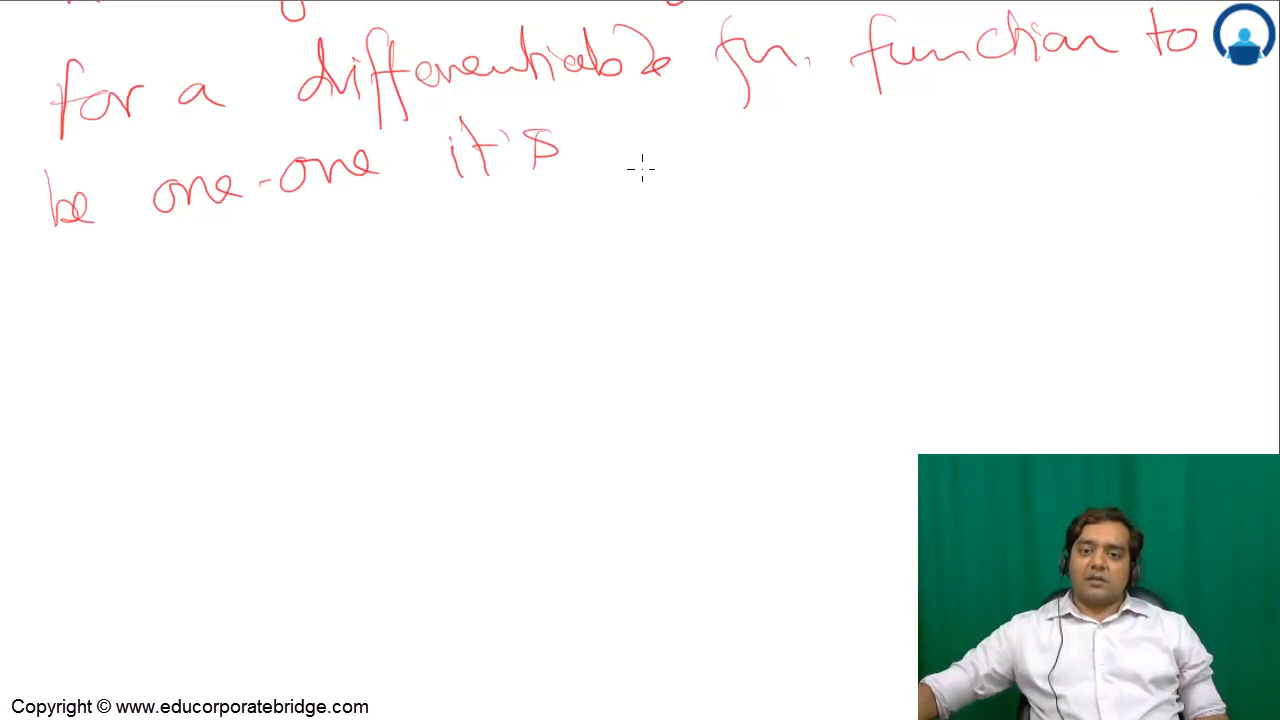 for a differentiable fn. function to
be one-one it's
Copyright © www.educorporatebridge.com